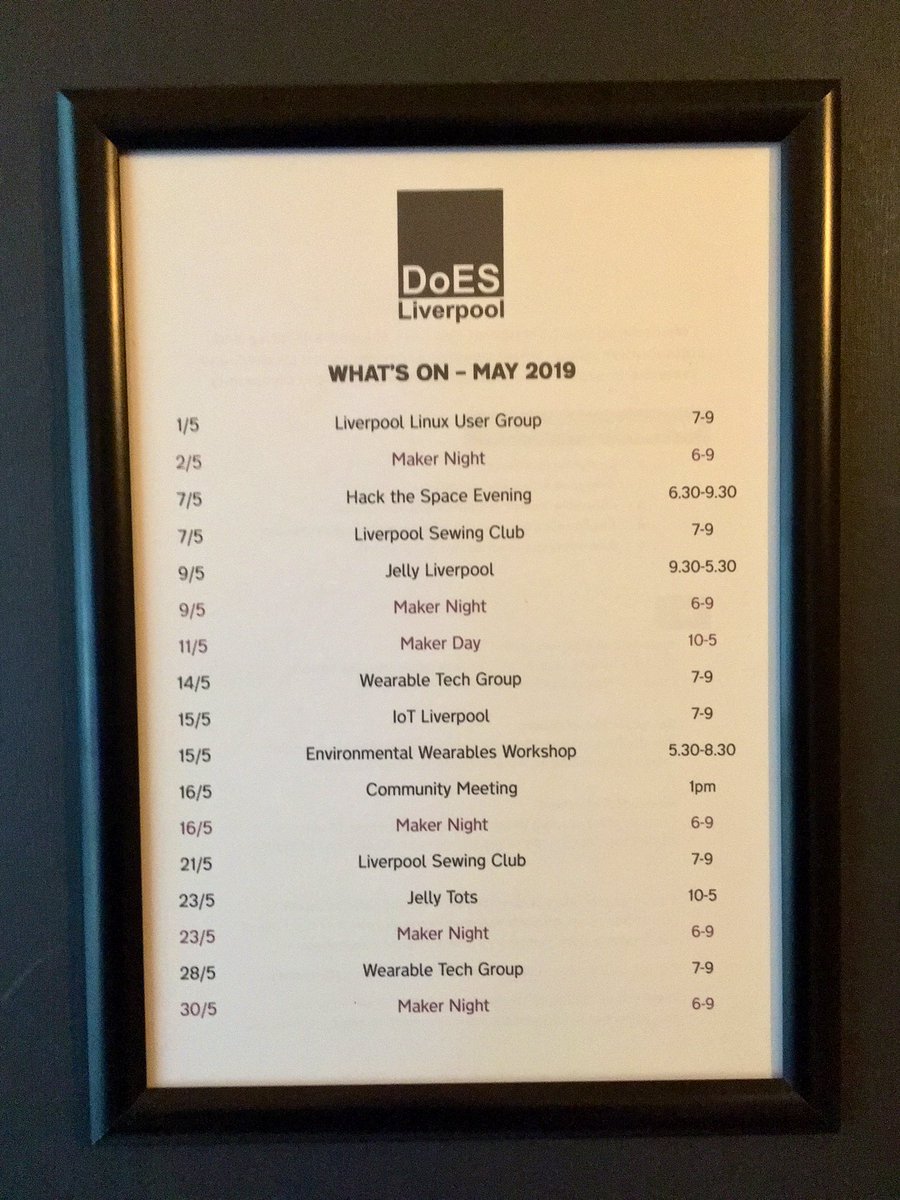 DoES
Liverpool
WHAT'S ON – MAY 2019
1/5 Liverpool Linux User Group 7-9
2/5 Maker Night 6-9
7/5 Hack the Space Evening 6.30-9.30
7/5 Liverpool Sewing Club 7-9
9/5 Jelly Liverpool 9.30-5.30
9/5 Maker Night 6-9
11/5 Maker Day 10-5
14/5 Wearable Tech Group 7-9
15/5 IoT Liverpool 7-9
15/5 Environmental Wearables Workshop 5.30-8.30
16/5 Community Meeting 1pm
16/5 Maker Night 6-9
21/5 Liverpool Sewing Club 7-9
23/5 Jelly Tots 10-5
23/5 Maker Night 6-9
28/5 Wearable Tech Group 7-9
30/5 Maker Night 6-9